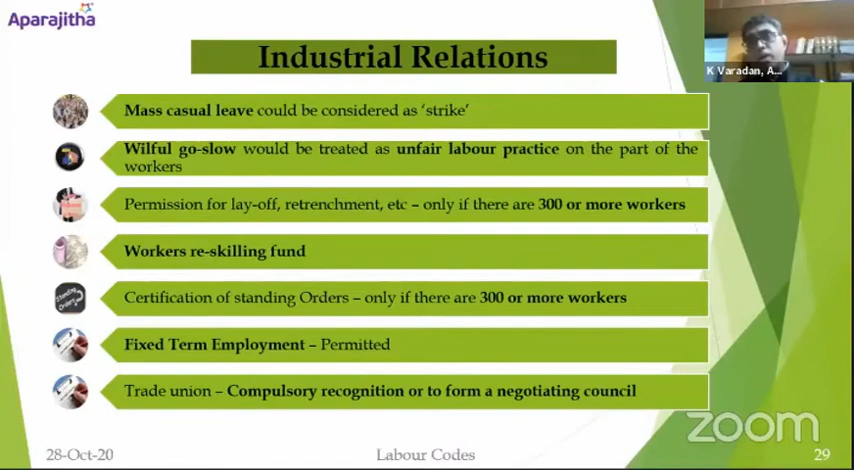 Aparajitha
Industrial Relations
K Varadan, A...
Mass casual leave could be considered as ‘strike’
Wilful go-slow would be treated as unfair labour practice on the part of the
workers
Permission for lay-off, retrenchment, etc – only if there are 300 or more workers
Workers re-skilling fund
Standing
Orders
Certification of standing Orders – only if there are 300 or more workers
Fixed Term Employment – Permitted
Trade union – Compulsory recognition or to form a negotiating council
zoom
28-Oct-20
Labour Codes
29